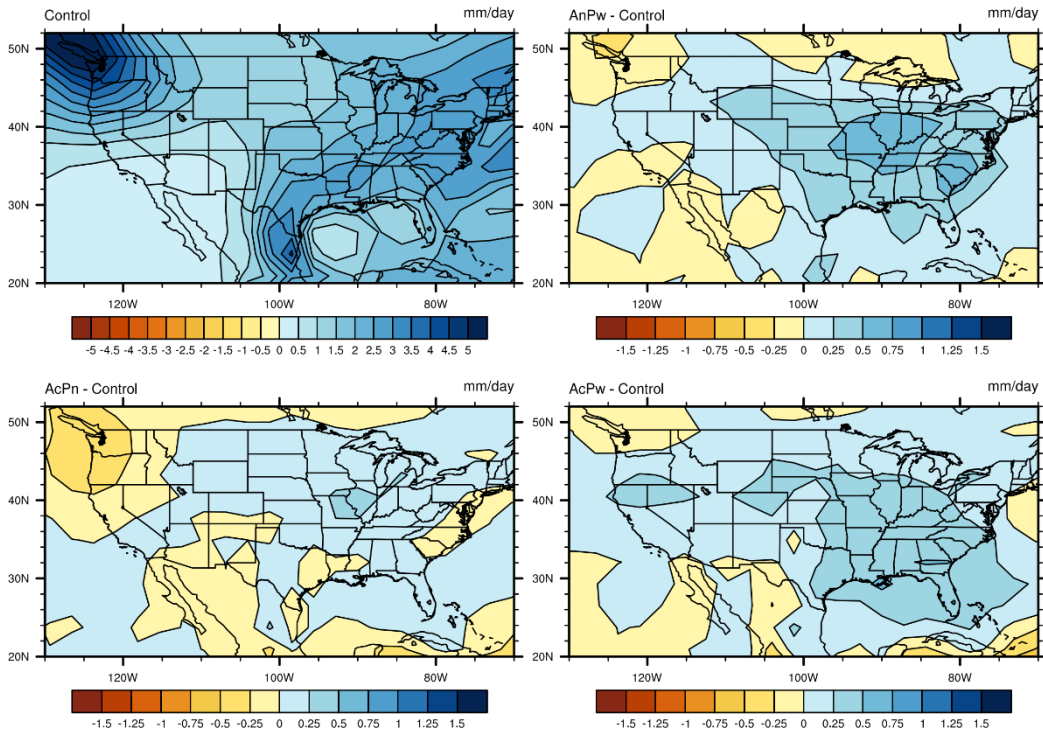 Control mm/day
50N
40N
30N
20N
120W 100W 80W
-5 -4.5 -4 -3.5 -3 -2.5 -2 -1.5 -1 -0.5 0 0.5 1 1.5 2 2.5 3 3.5 4 4.5 5
AnPw - Control mm/day
50N
40N
30N
20N
120W 100W 80W
-1.5 -1.25 -1 -0.75 -0.5 -0.25 0 0.25 0.5 0.75 1 1.25 1.5
AcPn - Control mm/day
50N
40N
30N
20N
120W 100W 80W
-1.5 -1.25 -1 -0.75 -0.5 -0.25 0 0.25 0.5 0.75 1 1.25 1.5
AcPw - Control mm/day
50N
40N
30N
20N
120W 100W 80W
-1.5 -1.25 -1 -0.75 -0.5 -0.25 0 0.25 0.5 0.75 1 1.25 1.5